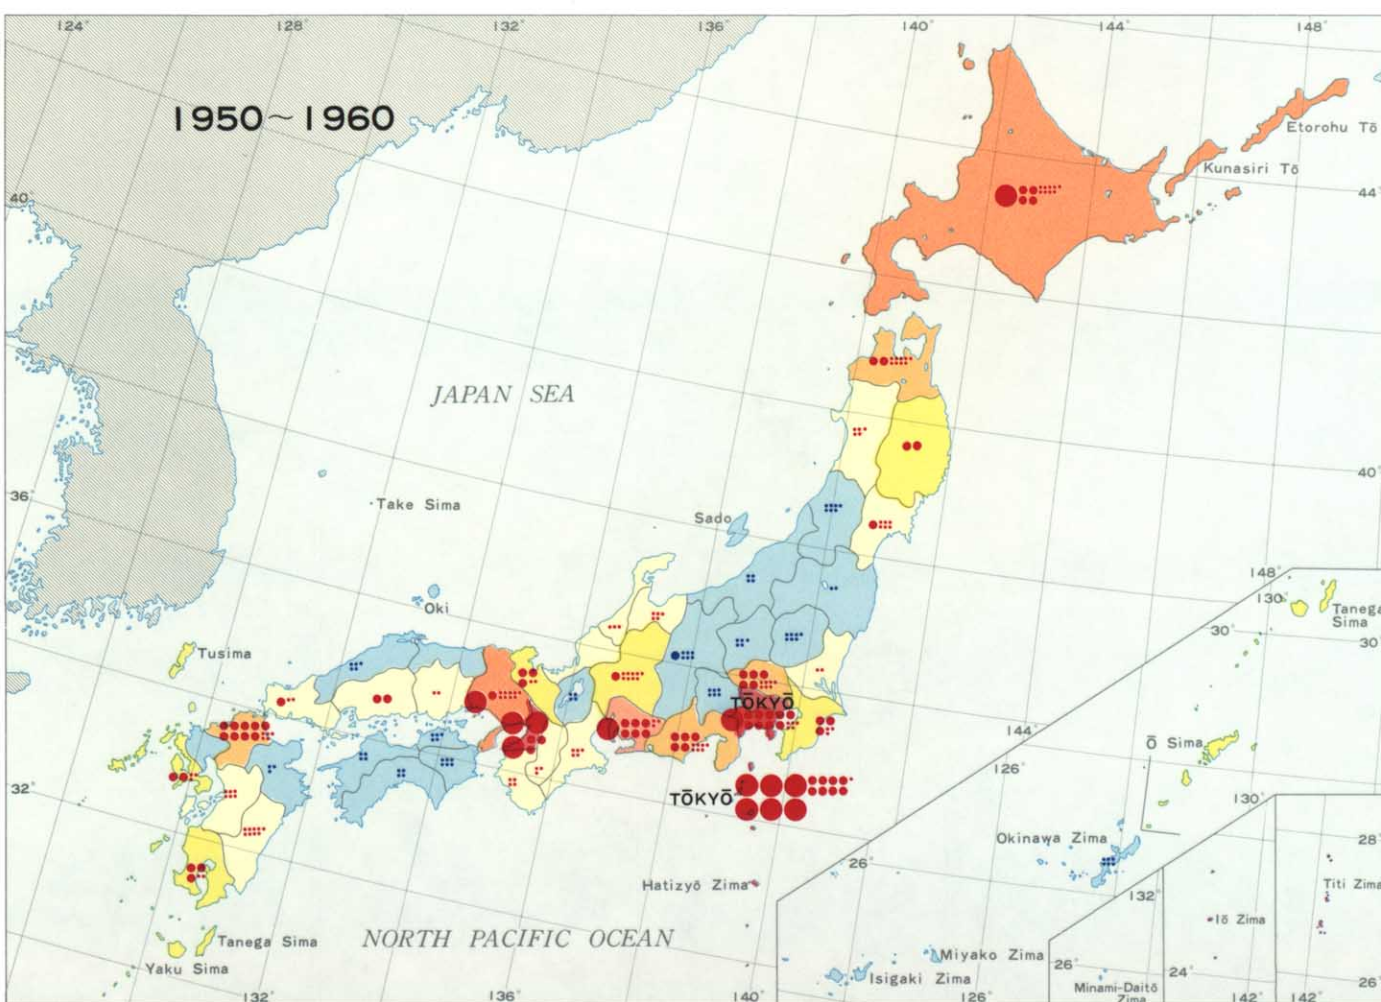 124° 128° 132° 136° 140° 144° 148°
1950~1960
Etorohu Tō
Kunasiri Tō
40°
44°
JAPAN SEA
36°
Take Sima
40°
Sado
Oki
148°
130°
Tanega
Sima
30°
30°
Tusima
TŌKYŌ
144°
Ō Sima
126°
32°
TŌKYŌ
130°
Okinawa Zima
28°
26°
Hatizyō Zima
Titi Zima
132°
142°
Iō Zima
Tanega Sima
NORTH PACIFIC OCEAN
Miyako Zima
Yaku Sima
26°
24°
Isigaki Zima
Minami-Daitō
Zima
26°
132° 136° 140° 126° 142° 142°